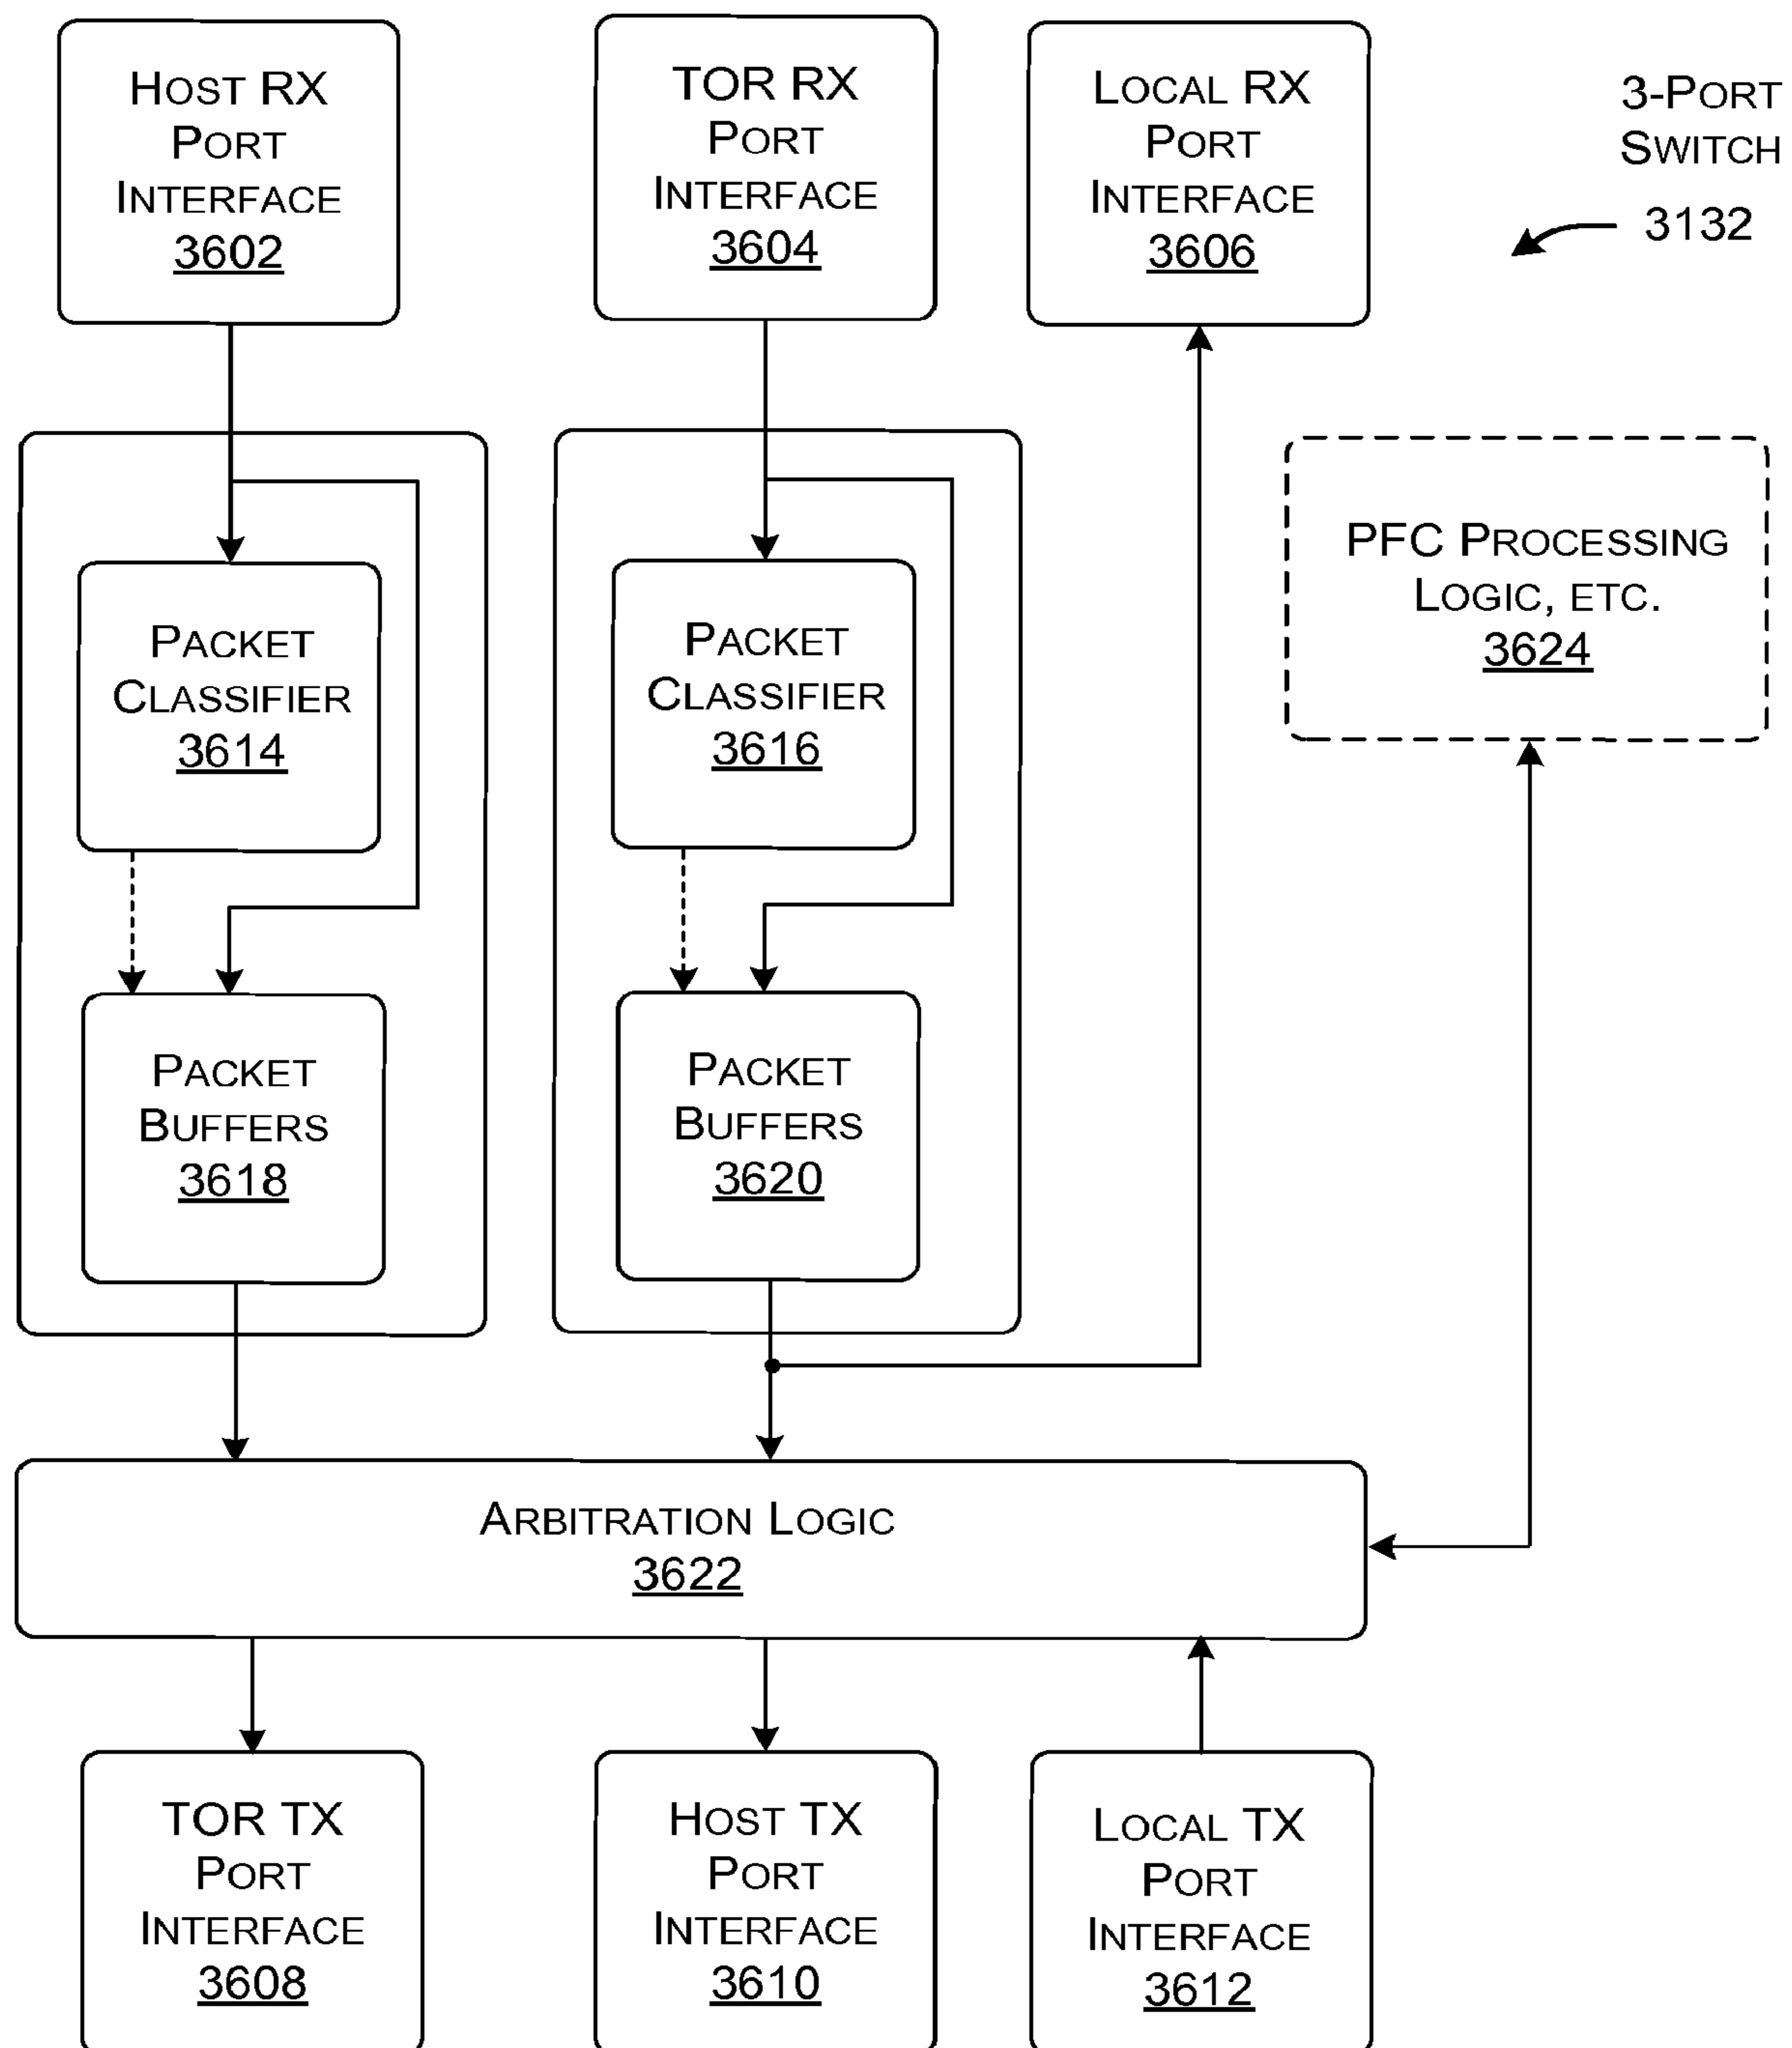 HOST RX
PORT
INTERFACE
3602
TOR RX
PORT
INTERFACE
3604
LOCAL RX
PORT
INTERFACE
3606
3-PORT
SWITCH
3132
PACKET
CLASSIFIER
3614
PACKET
CLASSIFIER
3616
PFC PROCESSING
LOGIC, ETC.
3624
PACKET
BUFFERS
3618
PACKET
BUFFERS
3620
ARBITRATION LOGIC
3622
TOR TX
PORT
INTERFACE
3608
HOST TX
PORT
INTERFACE
3610
LOCAL TX
PORT
INTERFACE
3612